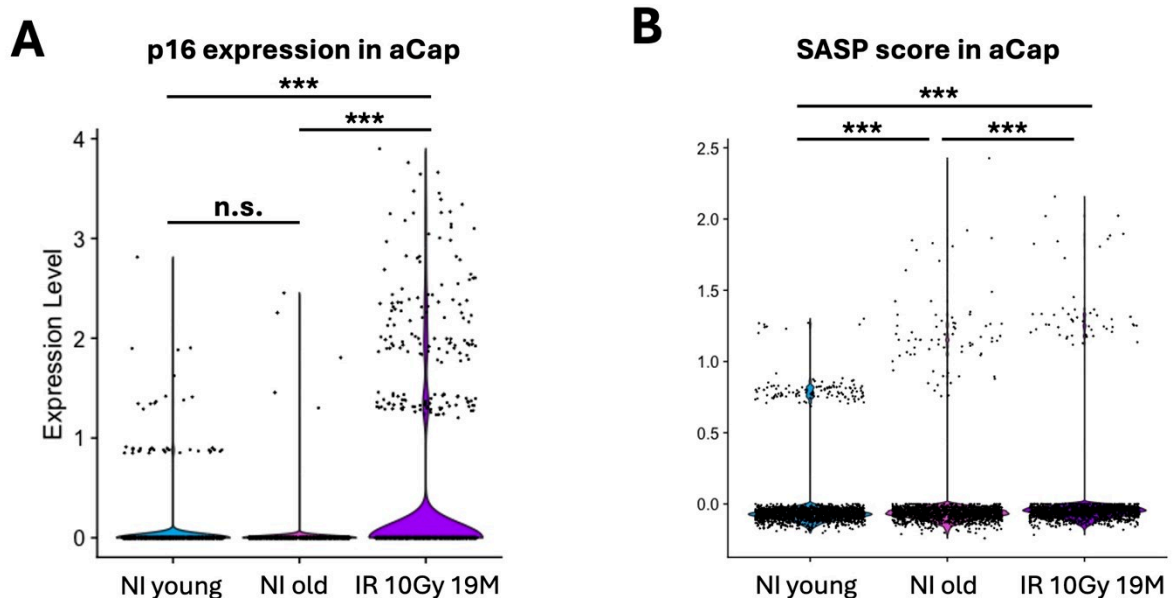 A
p16 expression in aCap
***
***
n.s.
4
3
2
1
0
Expression Level
NI young NI old IR 10Gy 19M
B
SASP score in aCap
***
*** ***
2.5
2.0
1.5
1.0
0.5
0.0
NI young NI old IR 10Gy 19M